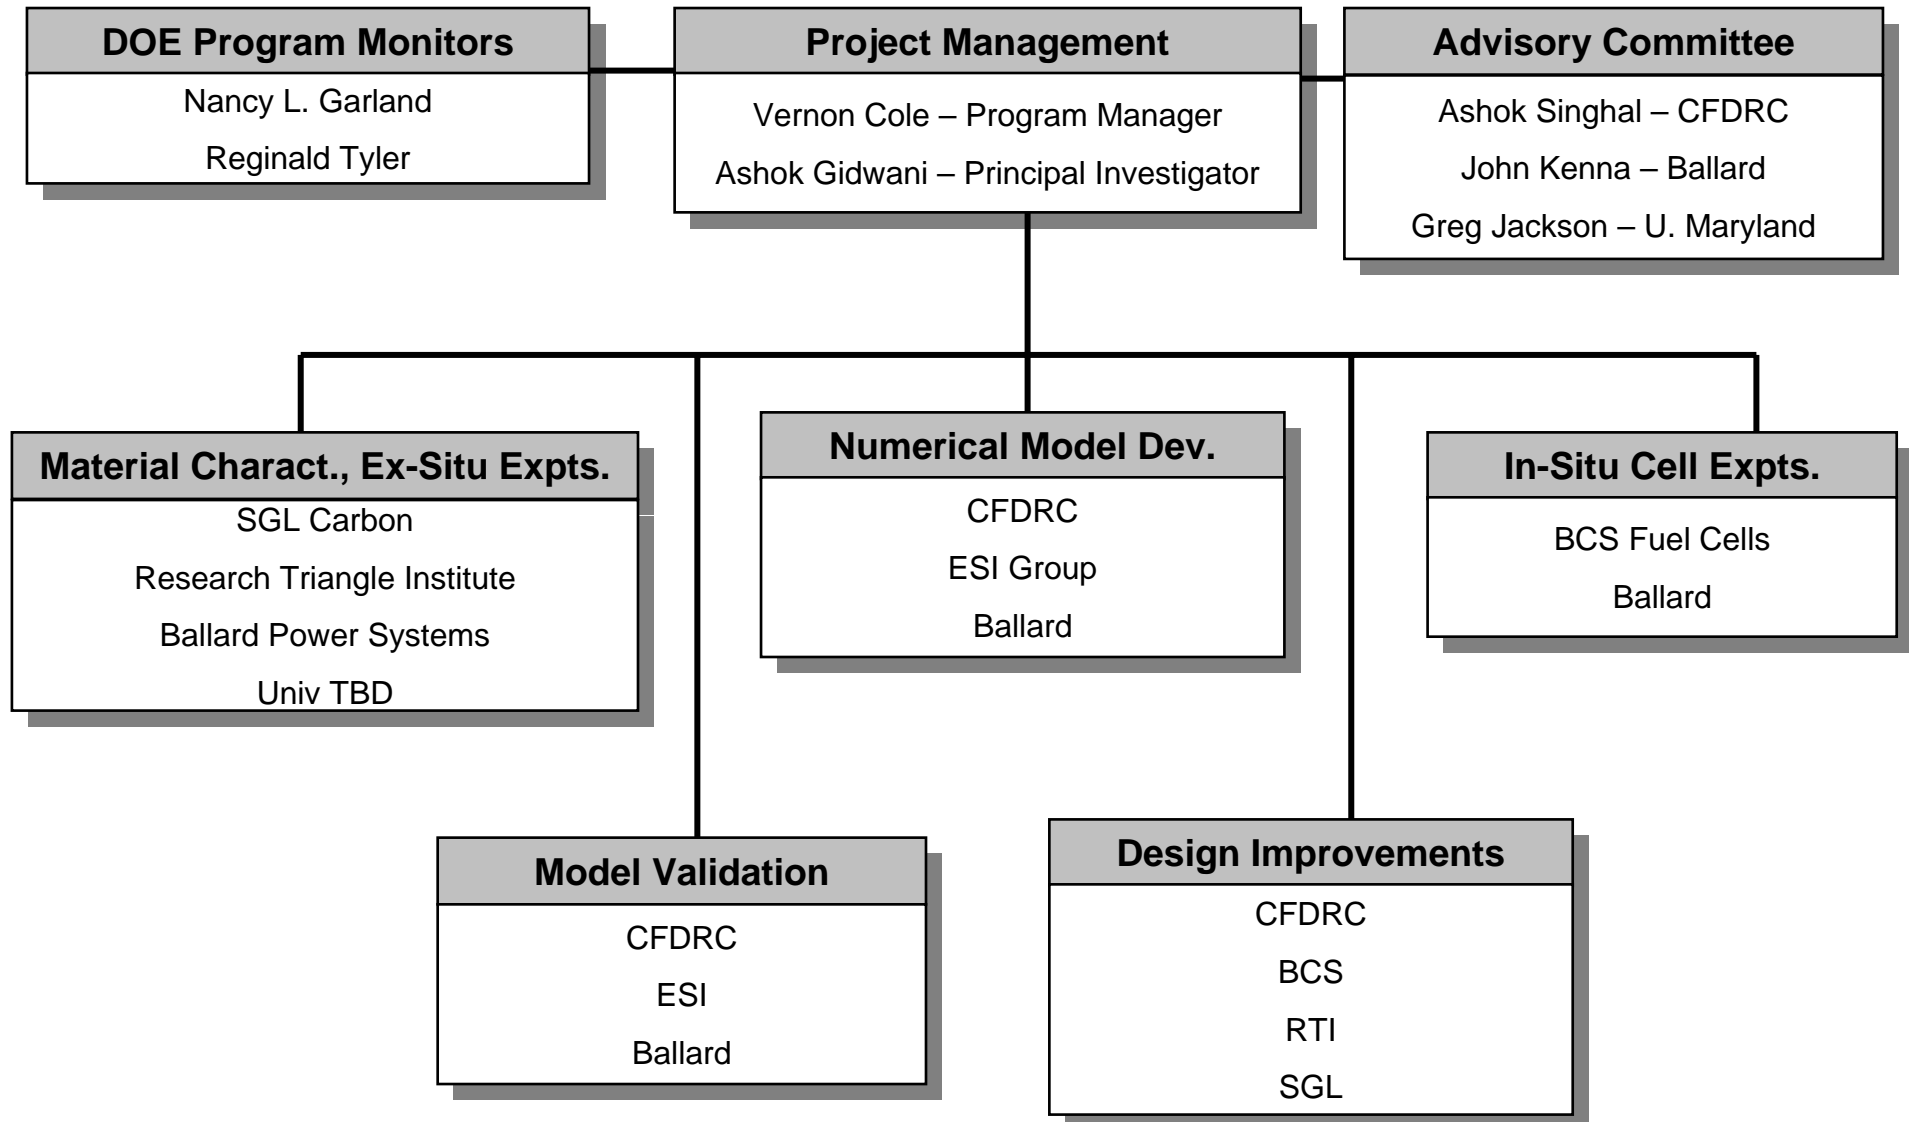 DOE Program Monitors
Nancy L. Garland
Reginald Tyler
Project Management
Vernon Cole – Program Manager
Ashok Gidwani – Principal Investigator
Advisory Committee
Ashok Singhal – CFDRC
John Kenna – Ballard
Greg Jackson – U. Maryland
Material Charact., Ex-Situ Expts.
SGL Carbon
Research Triangle Institute
Ballard Power Systems
Univ TBD
Numerical Model Dev.
CFDRC
ESI Group
Ballard
In-Situ Cell Expts.
BCS Fuel Cells
Ballard
Model Validation
CFDRC
ESI
Ballard
Design Improvements
CFDRC
BCS
RTI
SGL